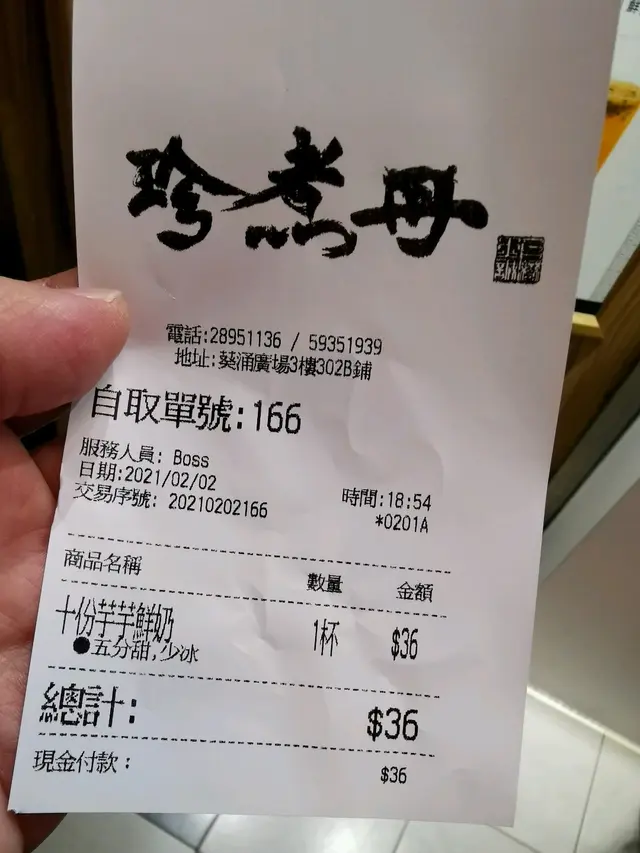 珍煮丹
電話:28951136 / 59351939
地址:葵涌廣場3樓302B鋪
自取單號:166
服務人員: Boss
日期:2021/02/02 時間:18:54
交易序號: 20210202166 *0201A
商品名稱 數量 金額
十份芋芋鮮奶 1杯 $36
●五分甜,少冰
總計: $36
現金付款: $36